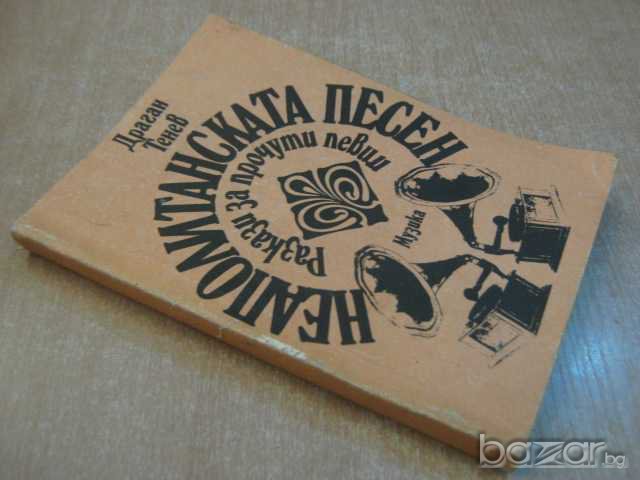 Драган
Тенев
НЕАПОЛИТАНСКАТА ПЕСЕН
Разкази за прочути певци
Музика
bazar.bg